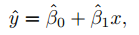 ŷ = β̂₀ + β̂₁x,